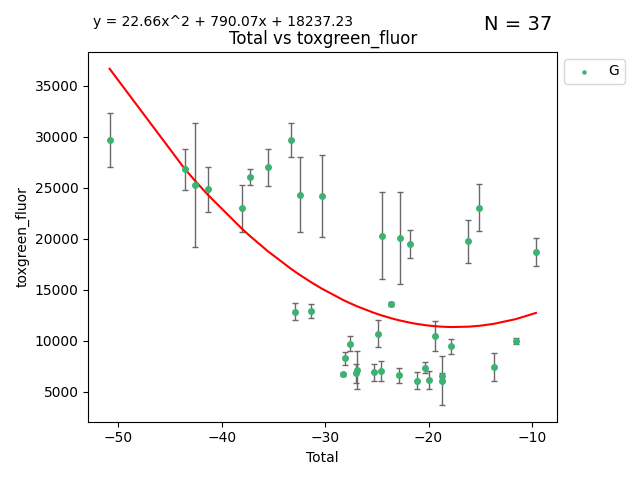 y = 22.66x^2 + 790.07x + 18237.23
N = 37
Total vs toxgreen_fluor
G
35000
30000
25000
20000
15000
10000
5000
toxgreen_fluor
−50
−40
−30
−20
−10
Total